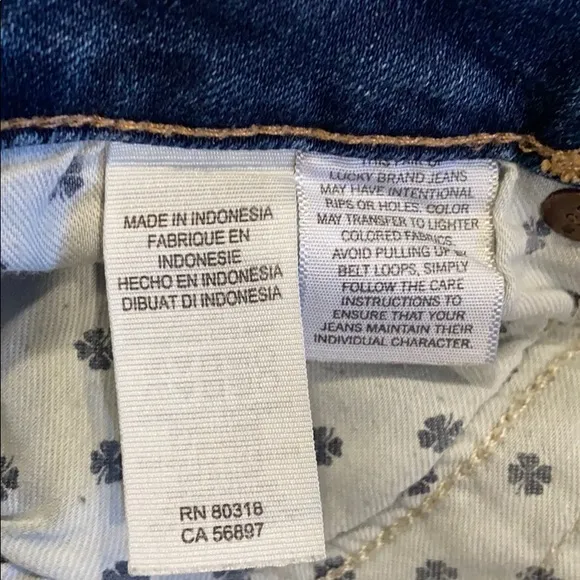 MADE IN INDONESIA
FABRIQUE EN
INDONESIE
HECHO EN INDONESIA
DIBUAT DI INDONESIA
RN 80318
CA 56897
LUCKY BRAND JEANS
MAY HAVE INTENTIONAL
RIPS OR HOLES. COLOR
MAY TRANSFER TO LIGHTER
COLORED FABRICS.
AVOID PULLING UP
BELT LOOPS, SIMPLY
FOLLOW THE CARE
INSTRUCTIONS TO
ENSURE THAT YOUR
JEANS MAINTAIN THEIR
INDIVIDUAL CHARACTER.